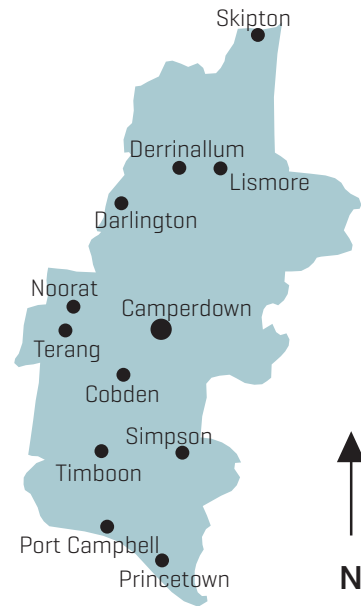 Skipton
Derrinallum
Lismore
Darlington
Noorat
Camperdown
Terang
Cobden
Simpson
Timboon
Port Campbell
Princetown
N